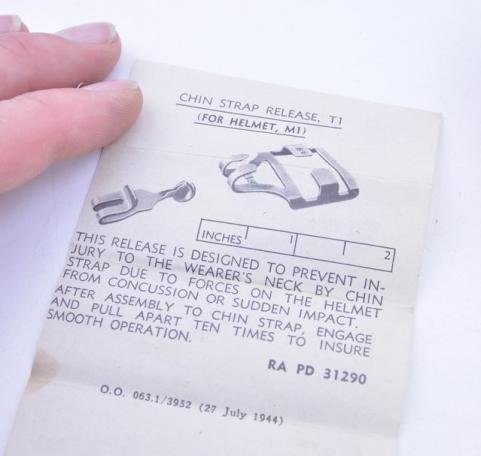 CHIN STRAP RELEASE, T1
(FOR HELMET, M1)
INCHES 1 2
THIS RELEASE IS DESIGNED TO PREVENT IN-
JURY TO THE WEARER'S NECK BY CHIN
STRAP DUE TO FORCES ON THE HELMET
FROM CONCUSSION OR SUDDEN IMPACT.
AFTER ASSEMBLY TO CHIN STRAP, ENGAGE
AND PULL APART TEN TIMES TO INSURE
SMOOTH OPERATION.
RA PD 31290
O.O. 063.1/3952 (27 July 1944)